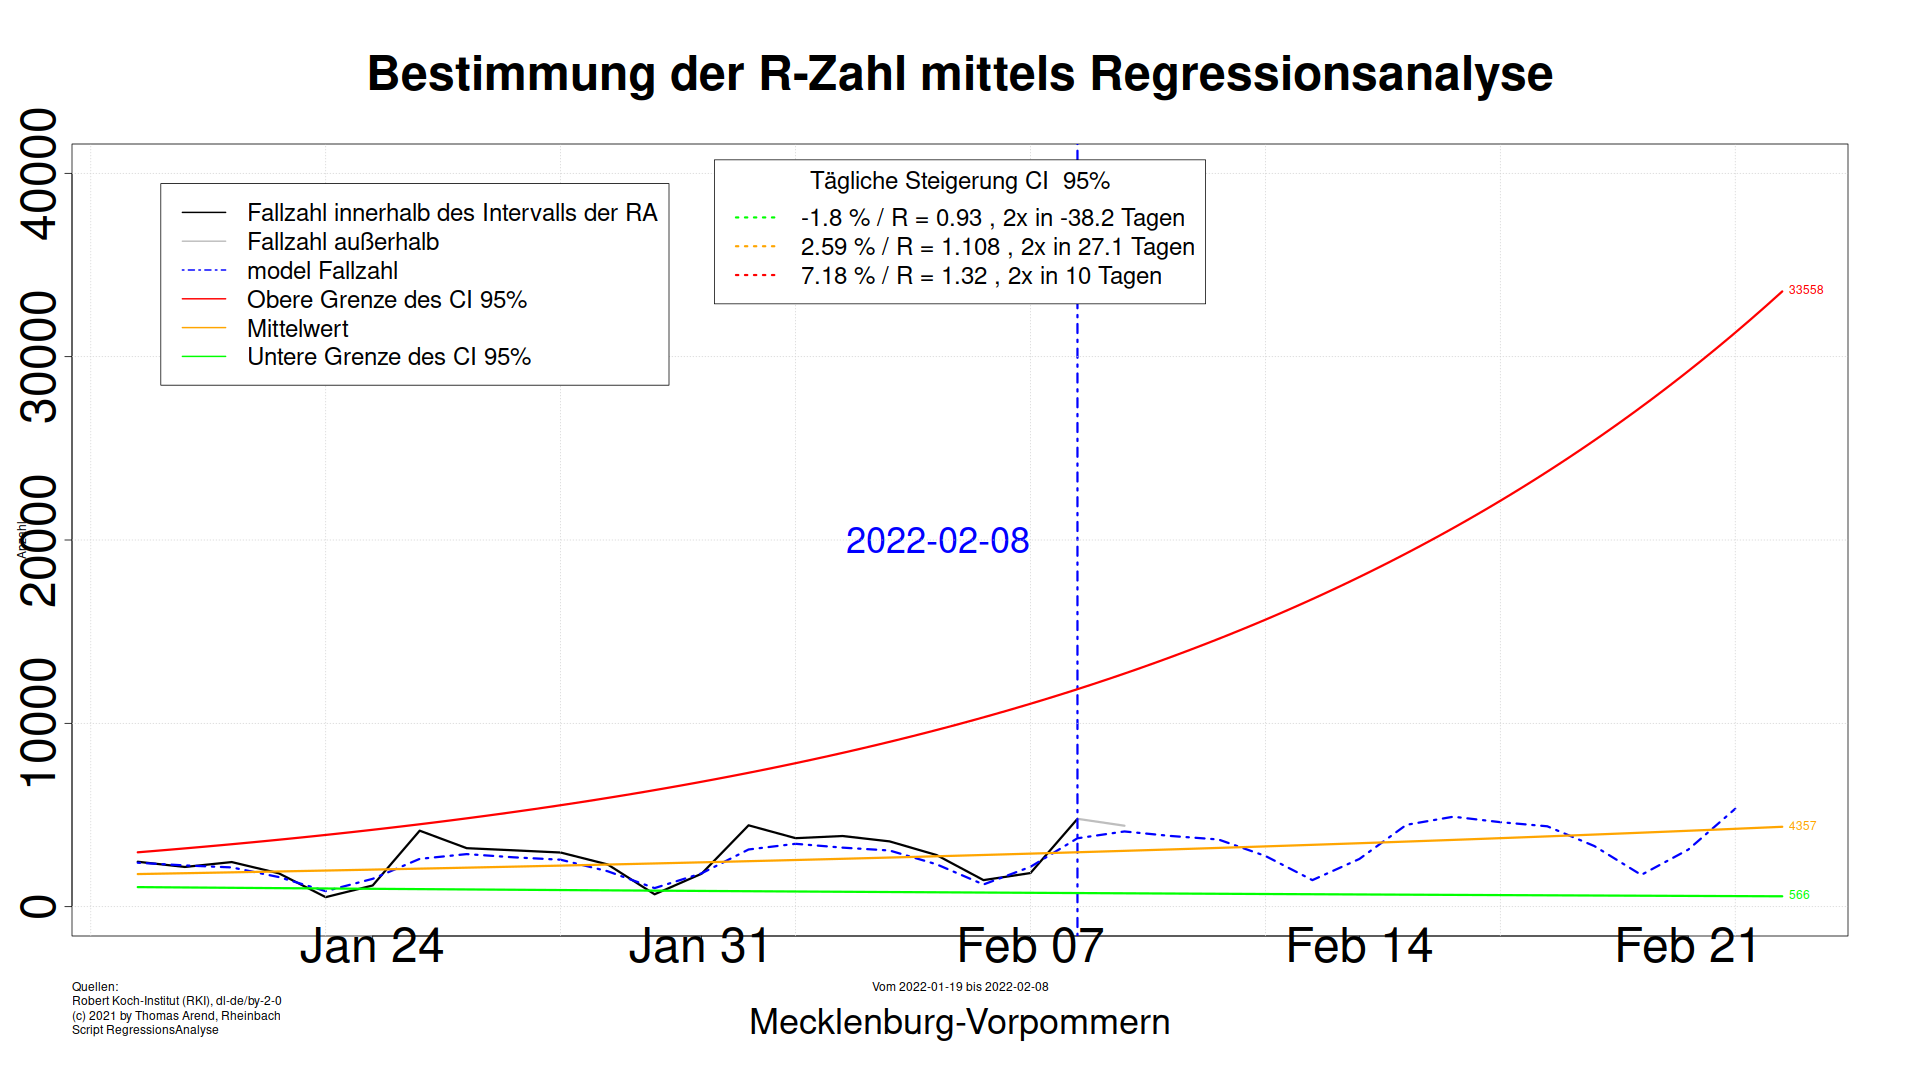 Bestimmung der R-Zahl mittels Regressionsanalyse
Anzahl
40000
30000
20000
10000
0
Fallzahl innerhalb des Intervalls der RA
Fallzahl außerhalb
model Fallzahl
Obere Grenze des CI 95%
Mittelwert
Untere Grenze des CI 95%
Tägliche Steigerung CI  95%
-1.8 % / R = 0.93 , 2x in -38.2 Tagen
2.59 % / R = 1.108 , 2x in 27.1 Tagen
7.18 % / R = 1.32 , 2x in 10 Tagen
33558
2022-02-08
4357
566
Jan 24 Jan 31 Feb 07 Feb 14 Feb 21
Quellen:
Robert Koch-Institut (RKI), dl-de/by-2-0
(c) 2021 by Thomas Arend, Rheinbach
Script RegressionsAnalyse
Vom 2022-01-19 bis 2022-02-08
Mecklenburg-Vorpommern